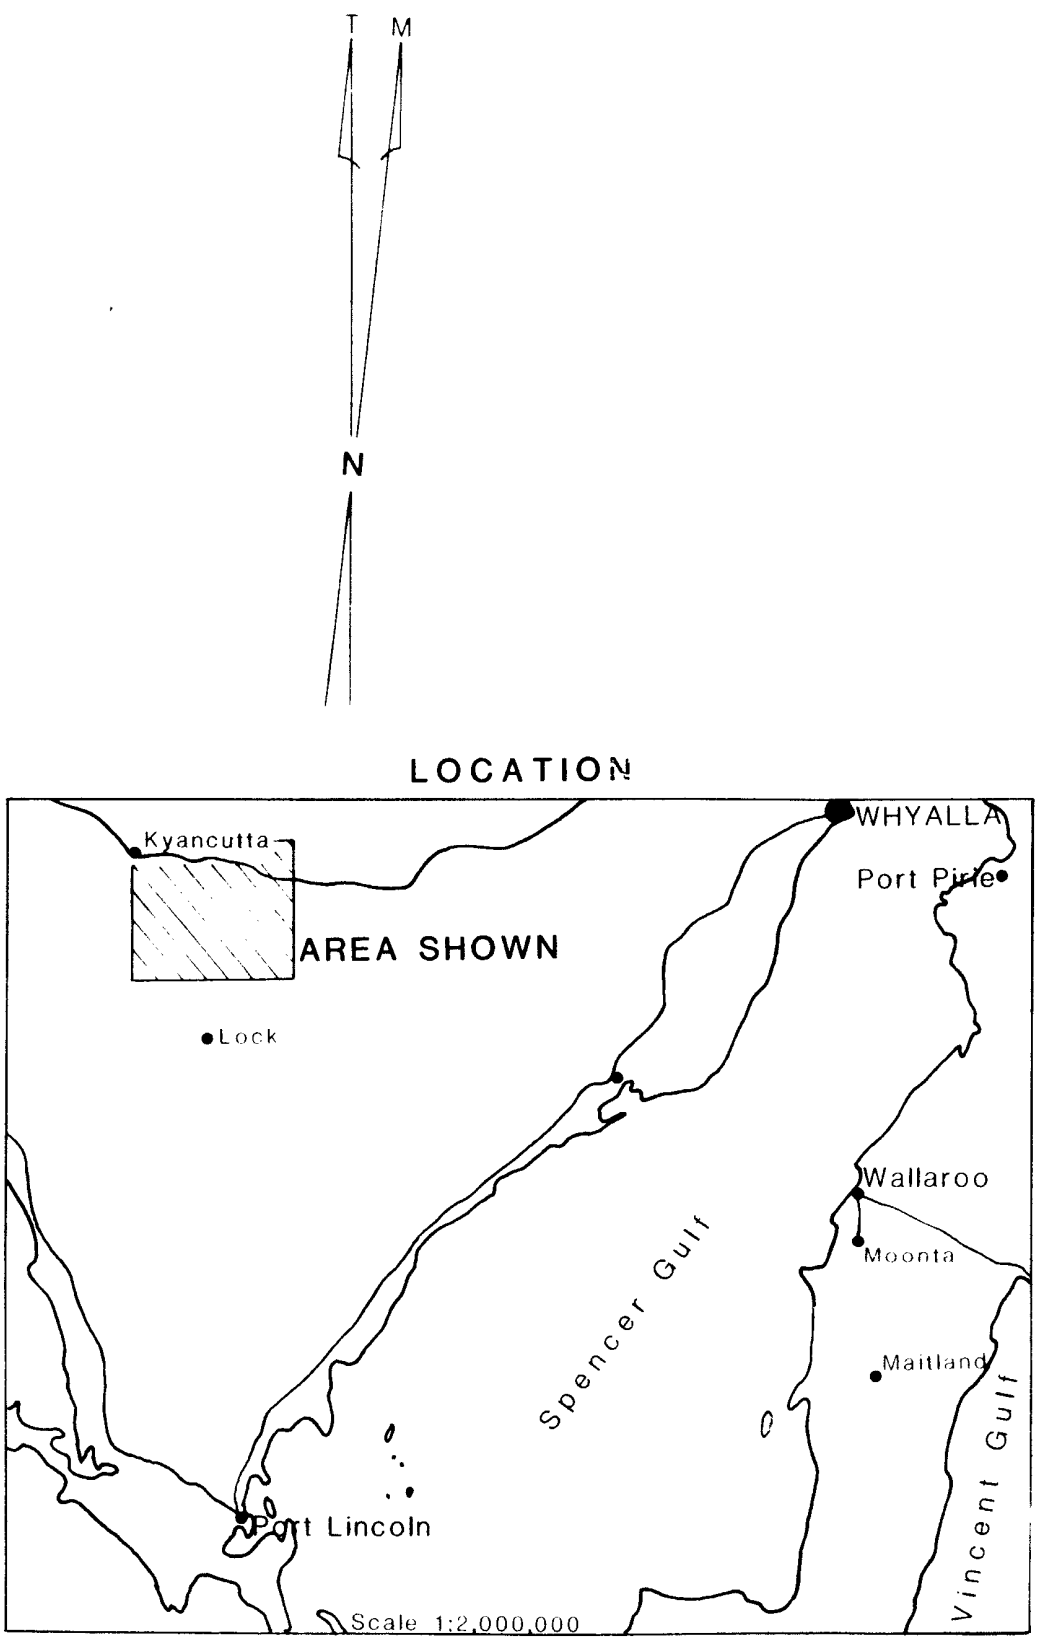 T M
N
LOCATION
WHYALLA
Kyancutta
Port Pirie
AREA SHOWN
Lock
Wallaroo
Moonta
Spencer Gulf
Maitland
Vincent Gulf
Port Lincoln
Scale 1:2,000,000